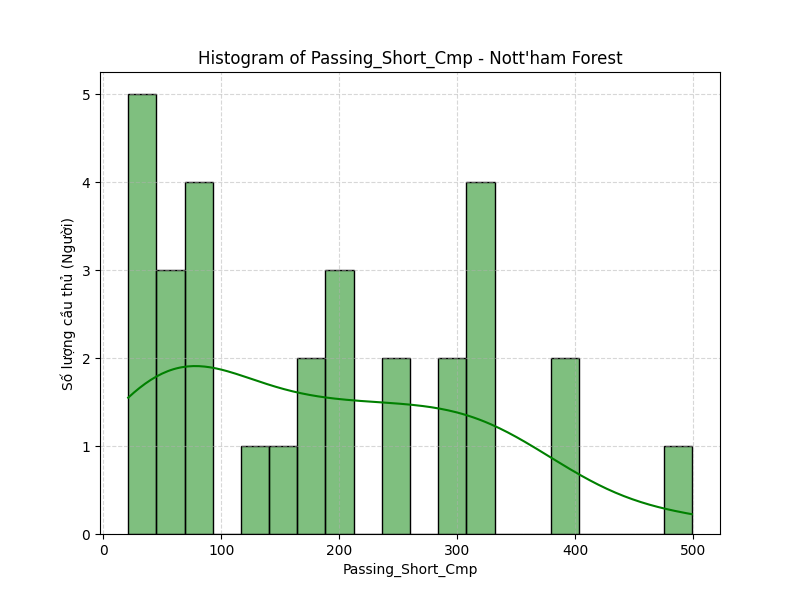 Histogram of Passing_Short_Cmp - Nott'ham Forest
Số lượng cầu thủ (Người)
5
4
3
2
1
0
0 100 200 300 400 500
Passing_Short_Cmp